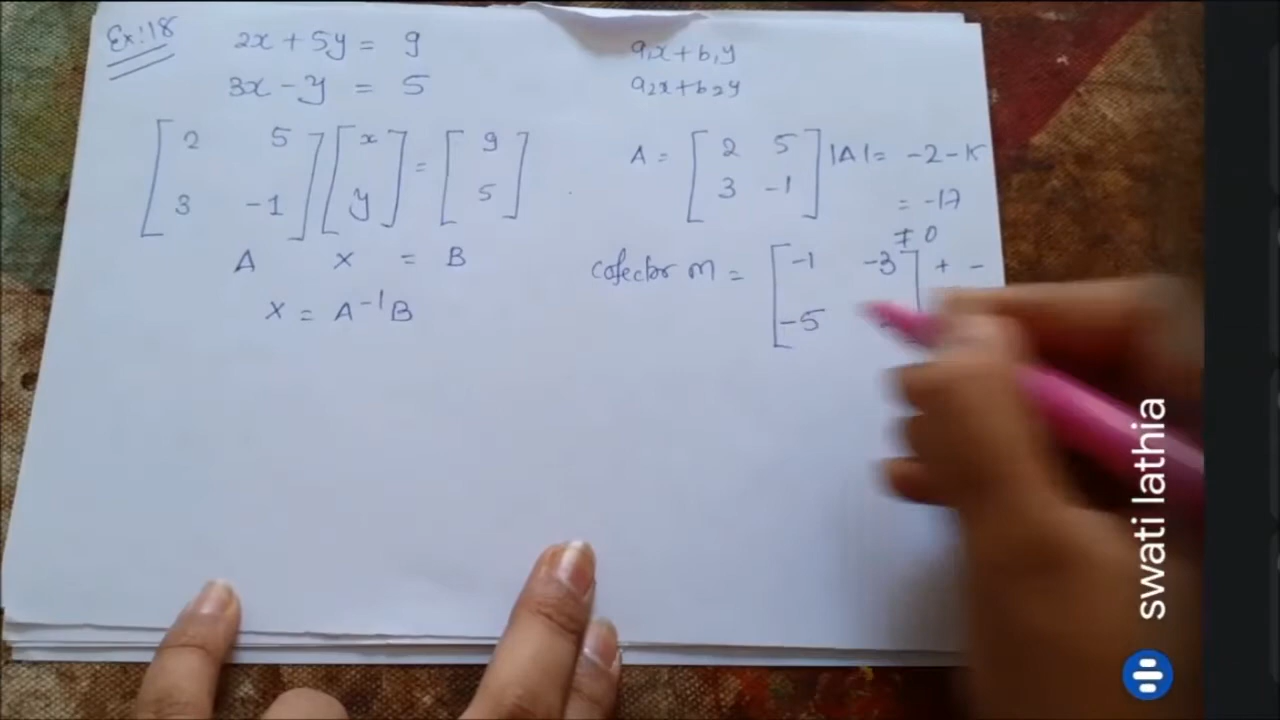 Ex:18
2x + 5y = 9
3x - y = 5
[2 5
3 -1] [x
y] = [9
5]
A x = B
x = A-1B
a1x + b1y
a2x + b2y
A = [2 5
3 -1] |A| = -2 - 15
= -17
≠ 0
cofector m = [-1 -3
-5 ] + -
swati lathia